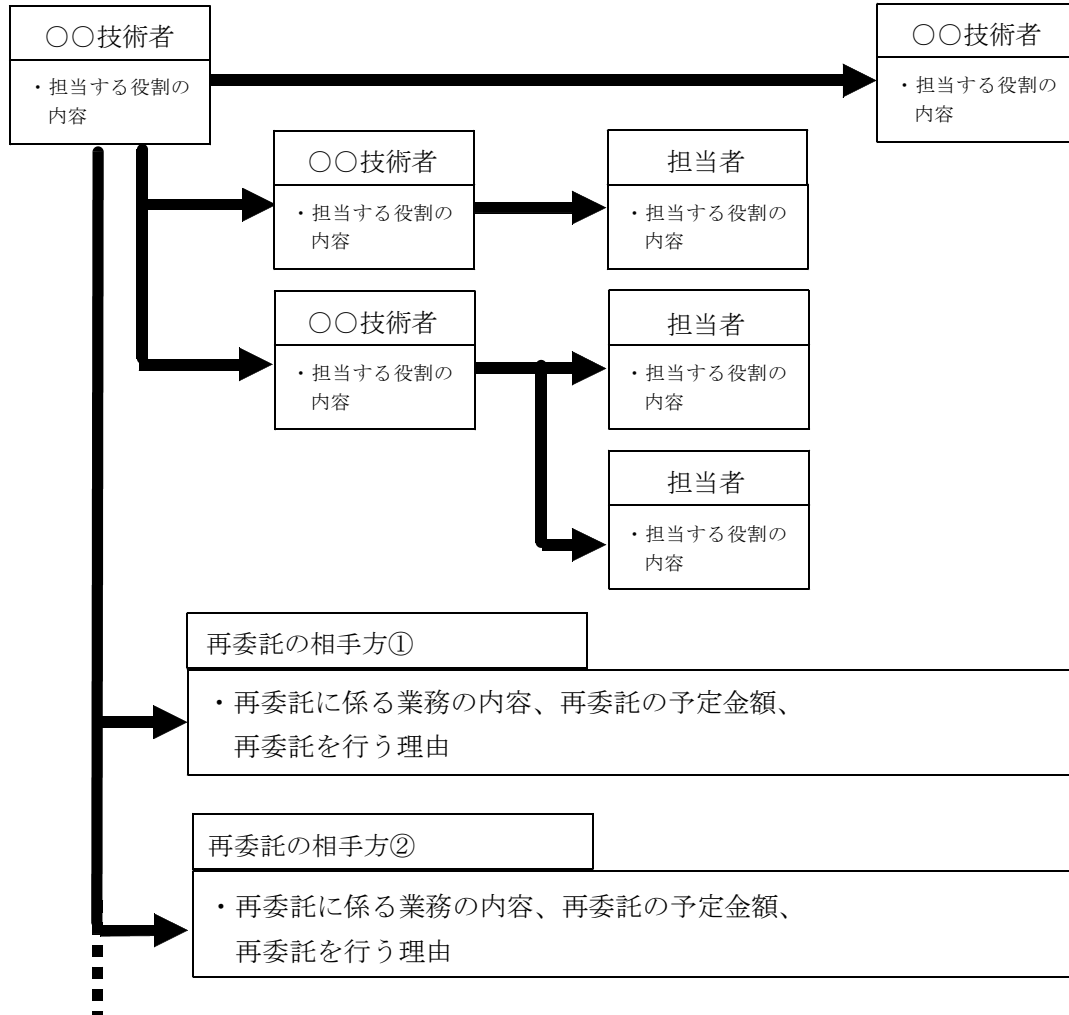 ○○技術者
・担当する役割の
内容
○○技術者
・担当する役割の
内容
○○技術者
・担当する役割の
内容
担当者
・担当する役割の
内容
○○技術者
・担当する役割の
内容
担当者
・担当する役割の
内容
担当者
・担当する役割の
内容
再委託の相手方①
・再委託に係る業務の内容、再委託の予定金額、
再委託を行う理由
再委託の相手方②
・再委託に係る業務の内容、再委託の予定金額、
再委託を行う理由